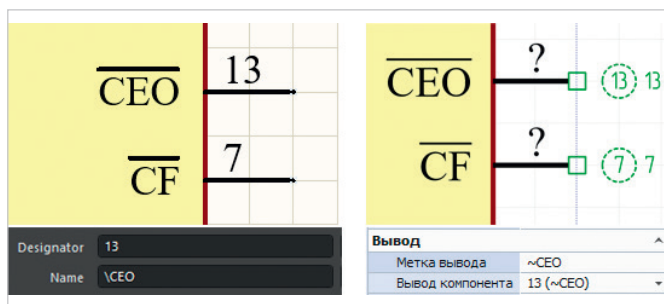 CEO 13
CF 7
Designator 13
Name \CEO
CEO ? 13 13
CF ? 7 7
Вывод
Метка вывода ~CEO
Вывод компонента 13 (~CEO)